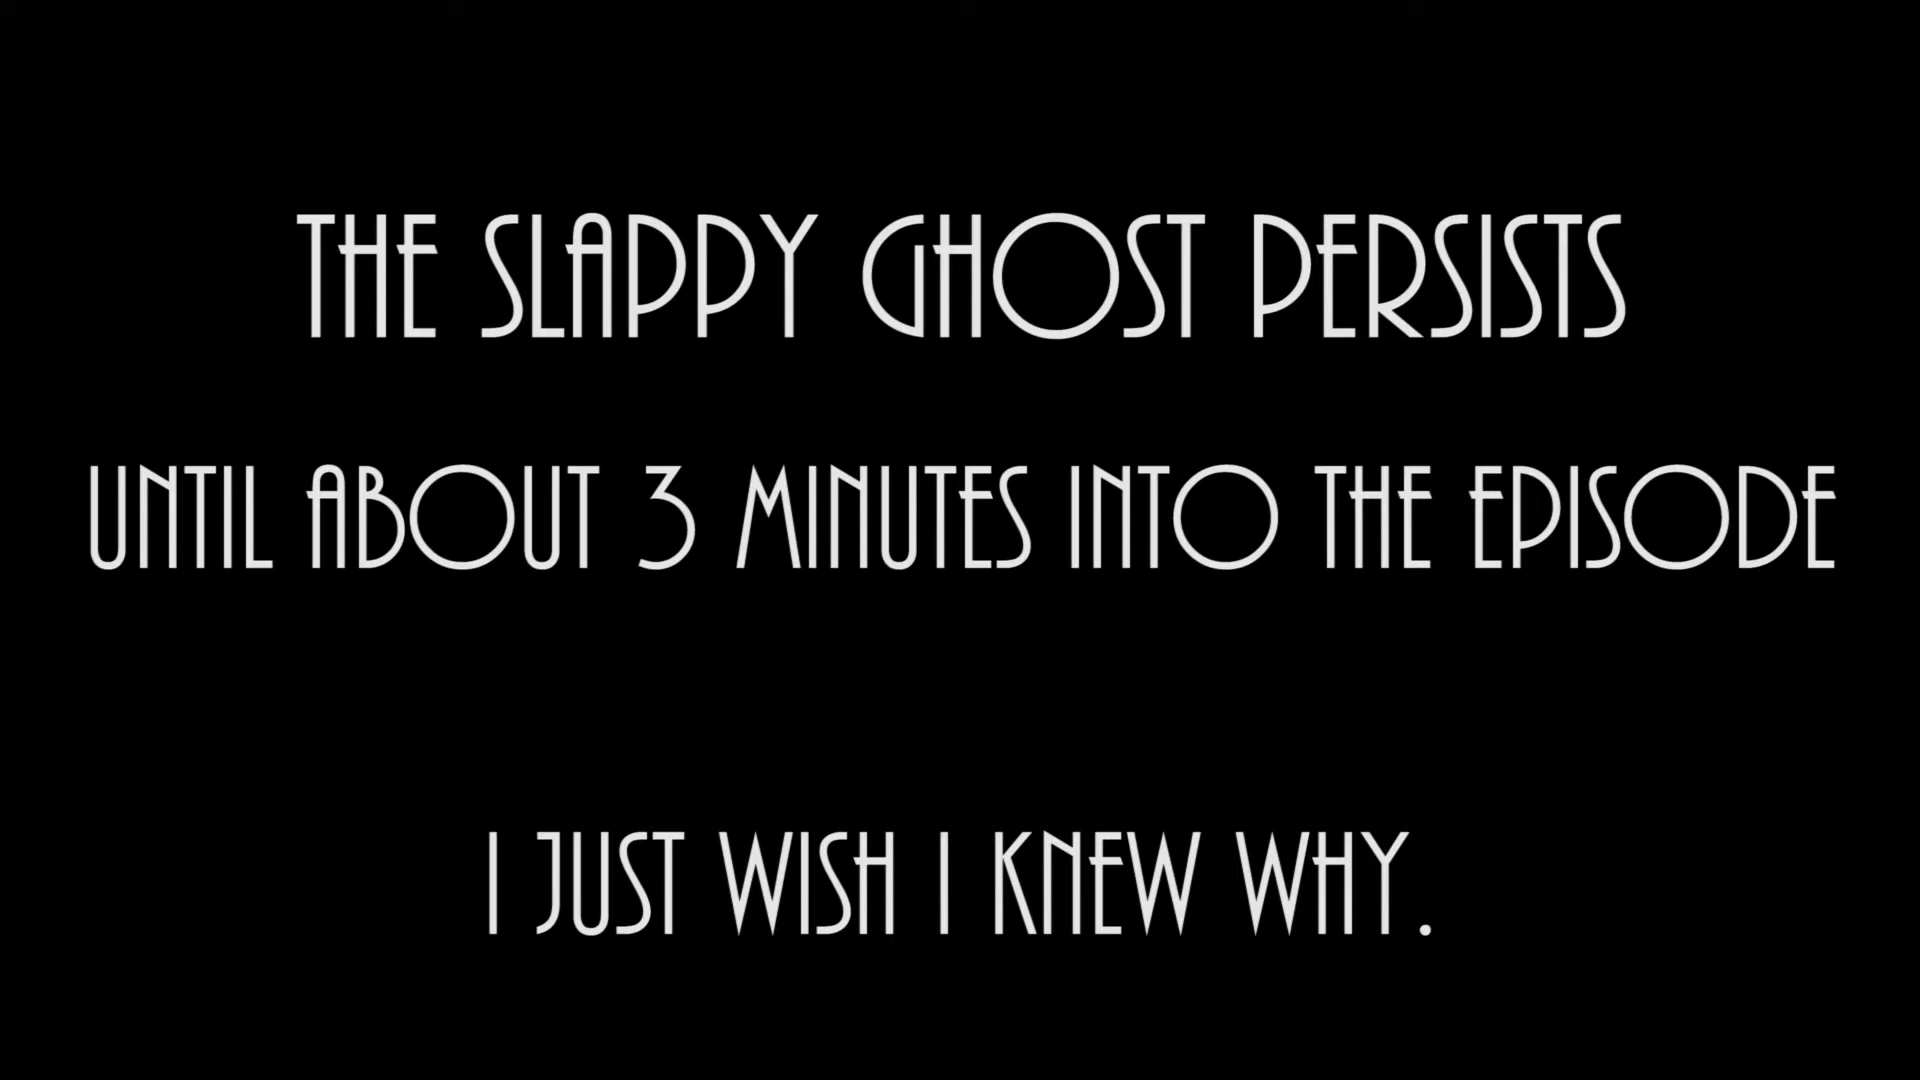 THE SLAPPY GHOST PERSISTS
UNTIL ABOUT 3 MINUTES INTO THE EPISODE
I JUST WISH I KNEW WHY.